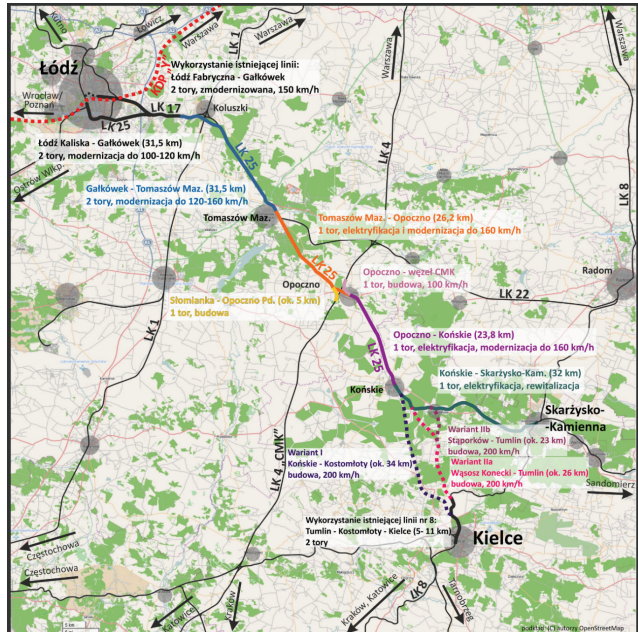 Kutno
Łowicz
Warszawa
LK 1
Warszawa
Warszawa
Łódź
KDP „Y”
Wykorzystanie istniejącej linii:
Łódź Fabryczna - Gałkówek
2 tory, zmodernizowana, 150 km/h
Wrocław/
Poznań
LK 17
Koluszki
LK 25
LK 4
Łódź Kaliska - Gałkówek (31,5 km)
2 tory, modernizacja do 100-120 km/h
LK 25
Ostrów Wlkp.
LK 8
Gałkówek - Tomaszów Maz. (31,5 km)
2 tory, modernizacja do 120-160 km/h
Tomaszów Maz.
Tomaszów Maz. - Opoczno (26,2 km)
1 tor, elektryfikacja i modernizacja do 160 km/h
LK 25
Radom
Opoczno
Opoczno - węzeł CMK
1 tor, budowa, 100 km/h
LK 22
Słomianka - Opoczno Pd. (ok. 5 km)
1 tor, budowa
LK 1
Opoczno - Końskie (23,8 km)
1 tor, elektryfikacja, modernizacja do 160 km/h
LK 25
Końskie - Skarżysko-Kam. (32 km)
1 tor, elektryfikacja, rewitalizacja
Końskie
Skarżysko-
-Kamienna
LK 4 „CMK”
Wariant IIb
Stąporków - Tumlin (ok. 23 km)
budowa, 200 km/h
Wariant I
Końskie - Kostomłoty (ok. 34 km)
budowa, 200 km/h
Wariant IIa
Wąsosz Konecki - Tumlin (ok. 26 km)
budowa, 200 km/h
Sandomierz
Wykorzystanie istniejącej linii nr 8:
Tumlin - Kostomłoty - Kielce (5- 11 km)
2 tory
Kielce
Częstochowa
Częstochowa
Katowice
Kraków
Kraków, Katowice
LK8
Tarnobrzeg
5 km
podkład (C) autorzy OpenStreetMap